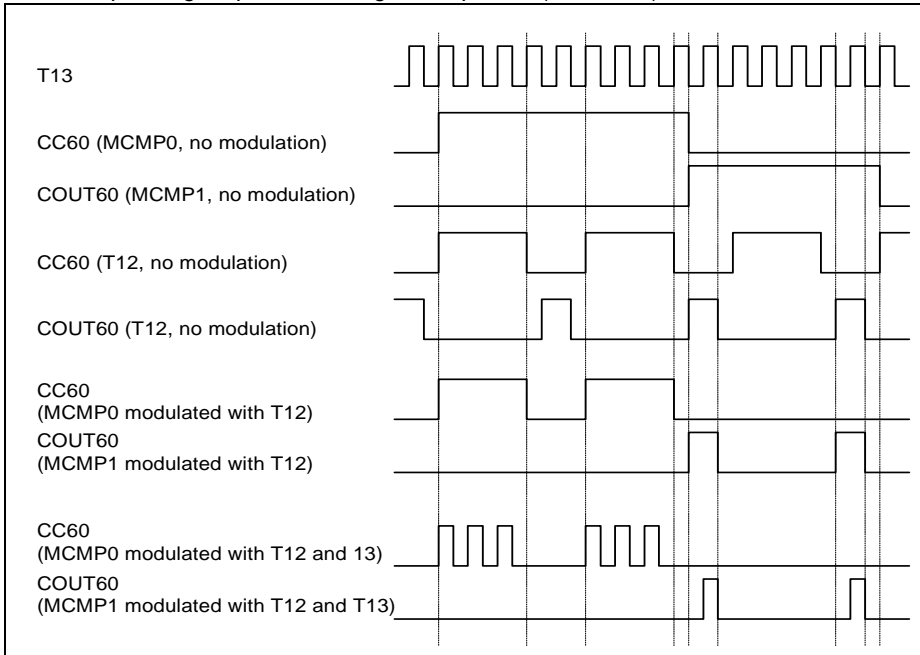 T13
CC60 (MCMP0, no modulation)
COUT60 (MCMP1, no modulation)
CC60 (T12, no modulation)
COUT60 (T12, no modulation)
CC60
(MCMP0 modulated with T12)
COUT60
(MCMP1 modulated with T12)
CC60
(MCMP0 modulated with T12 and 13)
COUT60
(MCMP1 modulated with T12 and T13)